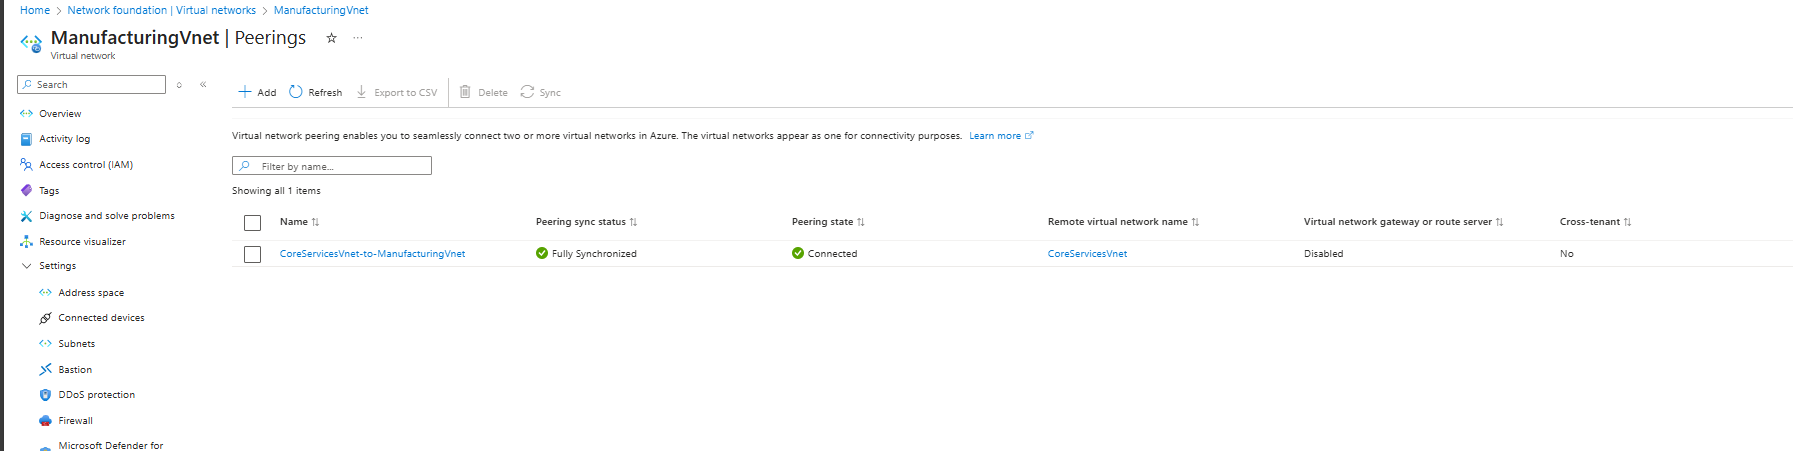 Home > Network foundation | Virtual networks > ManufacturingVnet
ManufacturingVnet | Peerings
Virtual network
Search
Add Refresh Export to CSV Delete Sync
Overview
Activity log
Access control (IAM)
Tags
Diagnose and solve problems
Resource visualizer
Settings
Address space
Connected devices
Subnets
Bastion
DDoS protection
Firewall
Microsoft Defender for
Virtual network peering enables you to seamlessly connect two or more virtual networks in Azure. The virtual networks appear as one for connectivity purposes. Learn more
Filter by name...
Showing all 1 items
Name Peering sync status Peering state Remote virtual network name Virtual network gateway or route server Cross-tenant
CoreServicesVnet-to-ManufacturingVnet Fully Synchronized Connected CoreServicesVnet Disabled No